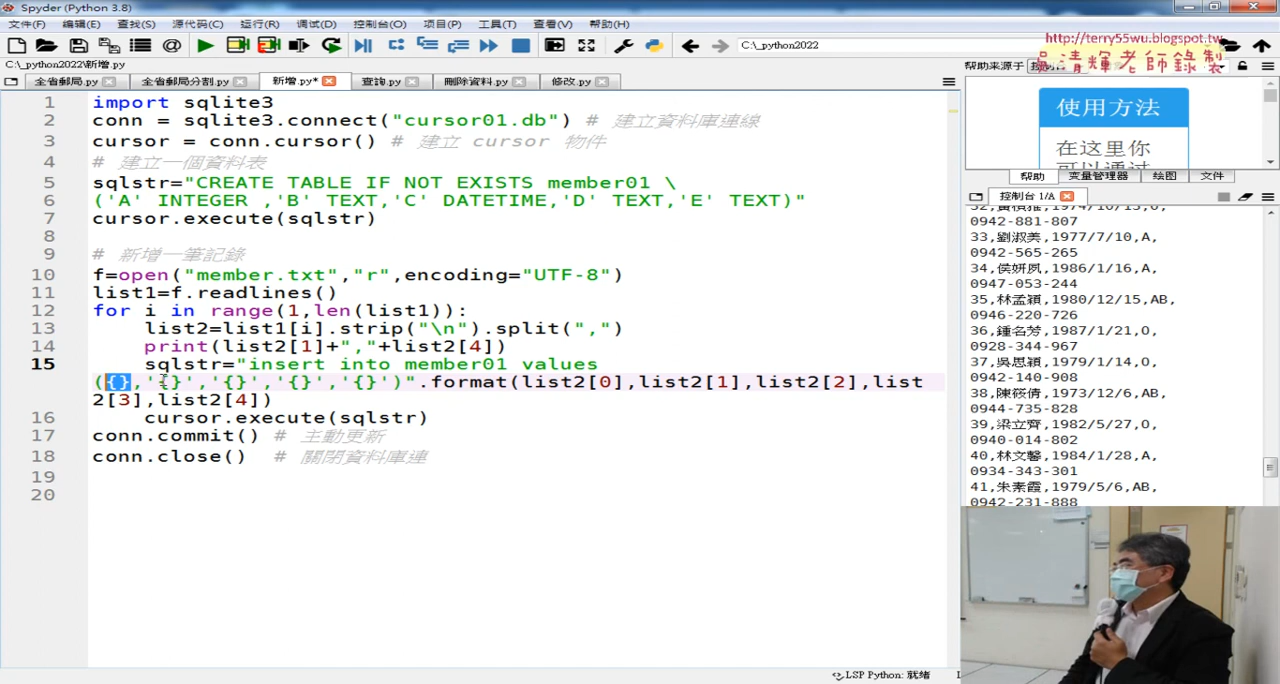 Spyder (Python 3.8)
文件(F) 编辑(E) 查找(S) 源代码(C) 运行(R) 调试(D) 控制台(O) 项目(P) 工具(T) 查看(V) 帮助(H)
C:\_python2022
http://terry55wu.blogspot.tw
吳清輝老師錄製
C:\_python2022\新增.py
帮助来源于 控制台
全省郵局.py 全省郵局分割.py 新增.py* 查詢.py 刪除資料.py 修改.py
1 import sqlite3
2 conn = sqlite3.connect("cursor01.db") # 建立資料庫連線
3 cursor = conn.cursor() # 建立 cursor 物件
4 # 建立一個資料表
5 sqlstr="CREATE TABLE IF NOT EXISTS member01 \
6 ('A' INTEGER ,'B' TEXT,'C' DATETIME,'D' TEXT,'E' TEXT)"
7 cursor.execute(sqlstr)
8
9 # 新增一筆記錄
10 f=open("member.txt","r",encoding="UTF-8")
11 list1=f.readlines()
12 for i in range(1,len(list1)):
13 list2=list1[i].strip("\n").split(",")
14 print(list2[1]+","+list2[4])
15 sqlstr="insert into member01 values
({},'{}','{}','{}','{}')".format(list2[0],list2[1],list2[2],list
2[3],list2[4])
16 cursor.execute(sqlstr)
17 conn.commit() # 主動更新
18 conn.close() # 關閉資料庫連
19
20
使用方法
在这里你
可以通过
帮助 变量管理器 绘图 文件
控制台 1/A
0942-881-807
33,劉淑美,1977/7/10,A,
0942-565-265
34,侯妍夙,1986/1/16,A,
0947-053-244
35,林孟穎,1980/12/15,AB,
0946-220-726
36,鍾名芳,1987/1/21,O,
0928-344-967
37,吳思穎,1979/1/14,O,
0942-140-908
38,陳筱倩,1973/12/6,AB,
0944-735-828
39,梁立齊,1982/5/27,O,
0940-014-802
40,林文馨,1984/1/28,A,
0934-343-301
41,朱素霞,1979/5/6,AB,
0942-231-888
LSP Python: 就绪